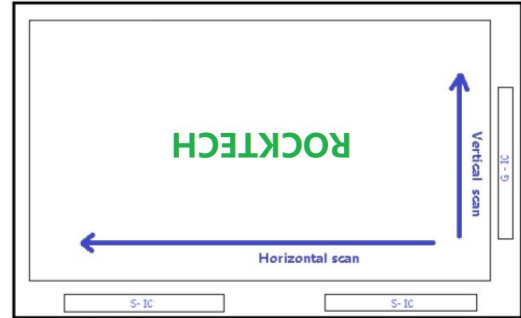 ROCKTECH
Vertical scan
G - IC
Horizontal scan
S- IC
S- IC